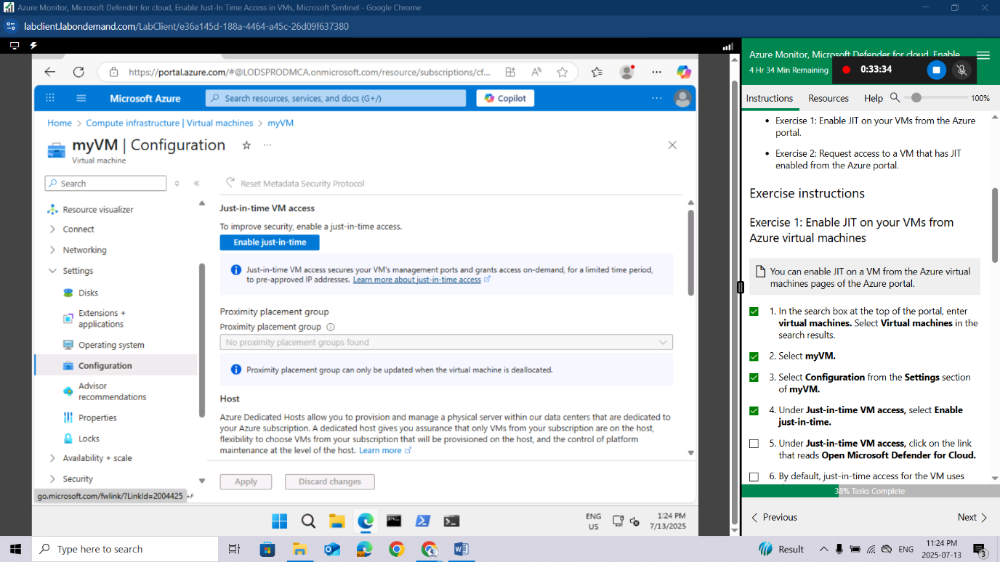 Azure Monitor, Microsoft Defender for cloud, Enable Just-In Time Access in VMs, Microsoft Sentinel - Google Chrome
labclient.labondemand.com/LabClient/e36a145d-188a-4464-a45c-26d09f637380
https://portal.azure.com/#@LODSPRODMCA.onmicrosoft.com/resource/subscriptions/cf...
Microsoft Azure
Search resources, services, and docs (G+/)
Copilot
Home > Compute infrastructure | Virtual machines > myVM
myVM | Configuration
Virtual machine
Search
Resource visualizer
Connect
Networking
Settings
Disks
Extensions +
applications
Operating system
Configuration
Advisor
recommendations
Properties
Locks
Availability + scale
Security
go.microsoft.com/fwlink/?LinkId=2004425
Reset Metadata Security Protocol
Just-in-time VM access
To improve security, enable a just-in-time access.
Enable just-in-time
Just-in-time VM access secures your VM's management ports and grants access on-demand, for a limited time period,
to pre-approved IP addresses. Learn more about just-in-time access
Proximity placement group
Proximity placement group
No proximity placement groups found
Proximity placement group can only be updated when the virtual machine is deallocated.
Host
Azure Dedicated Hosts allow you to provision and manage a physical server within our data centers that are dedicated to
your Azure subscription. A dedicated host gives you assurance that only VMs from your subscription are on the host,
flexibility to choose VMs from your subscription that will be provisioned on the host, and the control of platform
maintenance at the level of the host. Learn more
Apply
Discard changes
ENG
US
1:24 PM
7/13/2025
Azure Monitor, Microsoft Defender for cloud, Enable
4 Hr 34 Min Remaining
0:33:34
Instructions
Resources
Help
100%
• Exercise 1: Enable JIT on your VMs from the Azure
portal.
• Exercise 2: Request access to a VM that has JIT
enabled from the Azure portal.
Exercise instructions
Exercise 1: Enable JIT on your VMs from
Azure virtual machines
You can enable JIT on a VM from the Azure virtual
machines pages of the Azure portal.
1. In the search box at the top of the portal, enter
virtual machines. Select Virtual machines in the
search results.
2. Select myVM.
3. Select Configuration from the Settings section
of myVM.
4. Under Just-in-time VM access, select Enable
just-in-time.
5. Under Just-in-time VM access, click on the link
that reads Open Microsoft Defender for Cloud.
6. By default, just-in-time access for the VM uses
38% Tasks Complete
Previous
Next
Type here to search
Result
ENG
11:24 PM
2025-07-13
3